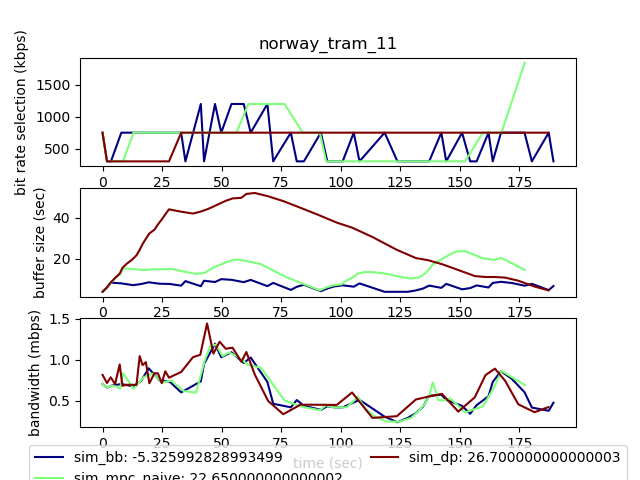 norway_tram_11
bit rate selection (kbps)
1500
1000
500
0 25 50 75 100 125 150 175
buffer size (sec)
40
20
0 25 50 75 100 125 150 175
bandwidth (mbps)
1.5
1.0
0.5
0 25 50 75 100 125 150 175
time (sec)
sim_bb: -5.325992828993499
sim_mpc_naive: 22.650000000000002
sim_dp: 26.700000000000003